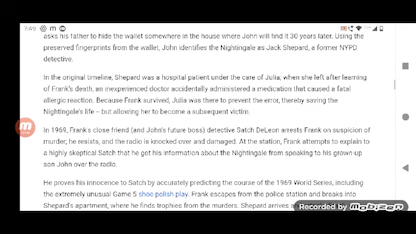 7:49
asks his father to hide the wallet somewhere in the house where John will find it 30 years later. Using the
preserved fingerprints from the wallet, John identifies the Nightingale as Jack Shepard, a former NYPD
detective.
In the original timeline, Shepard was a hospital patient under the care of Julia; when she left after learning
of Frank's death, an inexperienced doctor accidentally administered a medication that caused a fatal
allergic reaction. Because Frank survived, Julia was there to prevent the error, thereby saving the
Nightingale's life – but allowing her to become a subsequent victim.
In 1969, Frank's close friend (and John's future boss) detective Satch DeLeon arrests Frank on suspicion of
murder; he resists, and the radio is knocked over and damaged. At the station, Frank attempts to explain to
a highly skeptical Satch that he got his information about the Nightingale from speaking to his grown-up
son John over the radio.
He proves his innocence to Satch by accurately predicting the course of the 1969 World Series, including
the extremely unusual Game 5 shoe polish play. Frank escapes from the police station and breaks into
Shepard's apartment, where he finds trophies from the murders. Shepard arrives a
Recorded by Mobizen